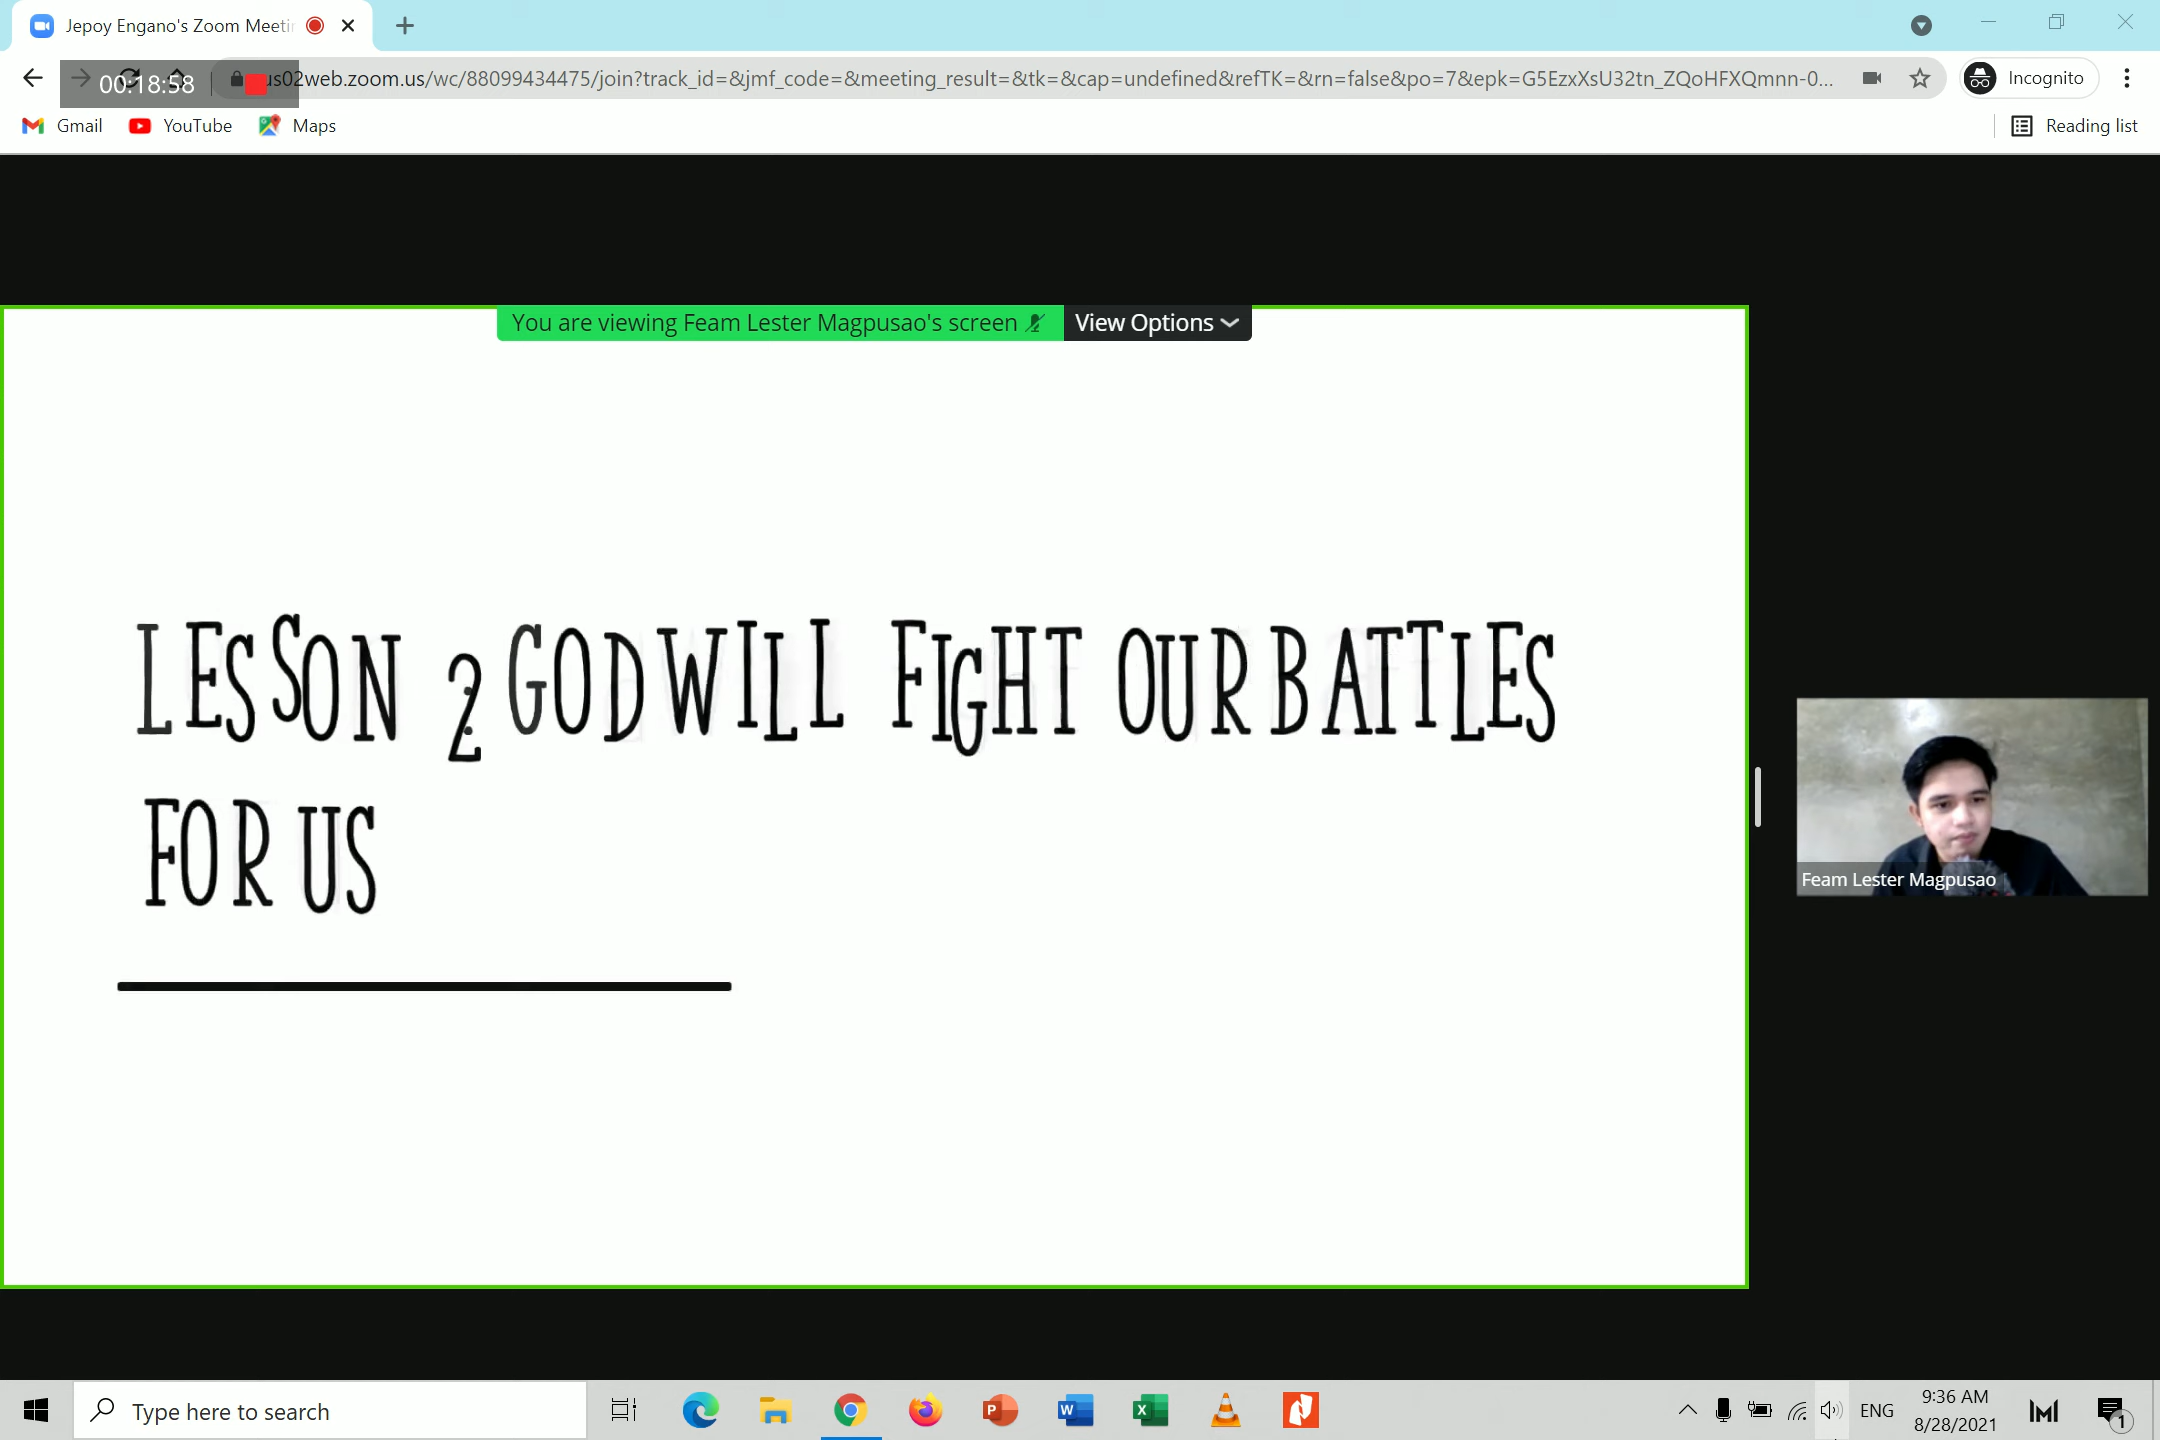 Jepoy Engano's Zoom Meeti
00:18:58
us02web.zoom.us/wc/88099434475/join?track_id=&jmf_code=&meeting_result=&tk=&cap=undefined&refTK=&rn=false&po=7&epk=G5EzxXsU32tn_ZQoHFXQmnn-0...
Incognito
Gmail
YouTube
Maps
Reading list
You are viewing Feam Lester Magpusao's screen
View Options
LESSON 2 GOD WILL FIGHT OUR BATTLES
FOR US
Feam Lester Magpusao
Type here to search
ENG
9:36 AM
8/28/2021
1